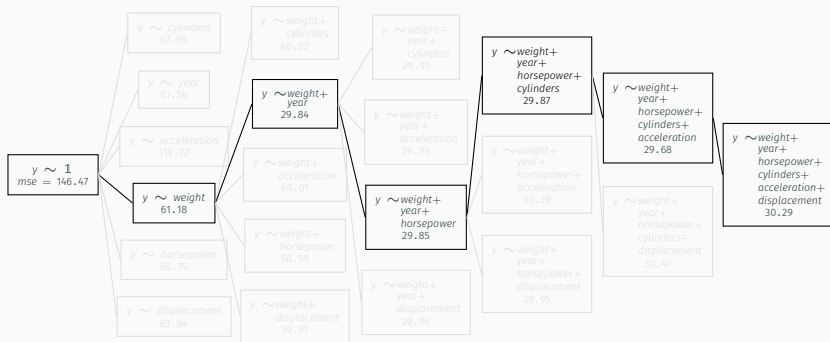 y ∼ 𝟙
mse = 146.47
y ∼ cylinders
67.96
y ∼ year
61.56
y ∼ acceleration
119.72
y ∼ weight
61.18
y ∼ horsepower
65.75
y ∼ displacement
63.84
y ∼weight+
cylinders
60.02
y ∼weight+
year
29.84
y ∼weight+
acceleration
60.01
y ∼weight+
horsepower
58.59
y ∼weight+
displacement
59.91
y ∼weight+
year+
cylinders
29.91
y ∼weight+
year+
acceleration
29.99
y ∼weight+
year+
horsepower
29.85
y ∼weight+
year+
displacement
29.96
y ∼weight+
year+
horsepower+
cylinders
29.87
y ∼weight+
year+
horsepower+
acceleration
30.29
y ∼weight+
year+
horsepower+
displacement
29.95
y ∼weight+
year+
horsepower+
cylinders+
acceleration
29.68
y ∼weight+
year+
horsepower+
cylinders+
displacement
30.47
y ∼weight+
year+
horsepower+
cylinders+
acceleration+
displacement
30.29